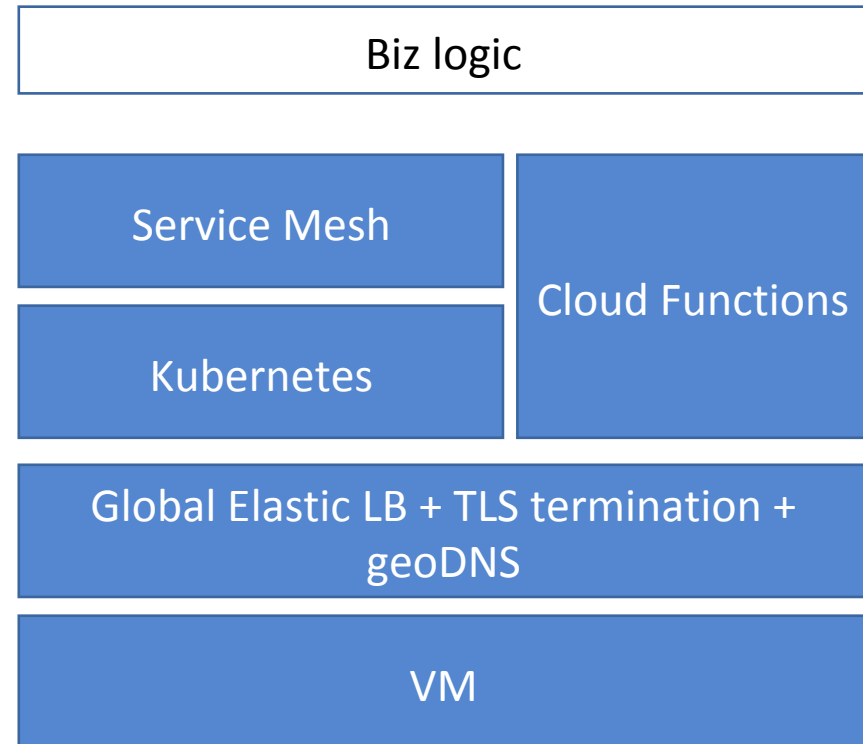 Biz logic
Service Mesh
Cloud Functions
Kubernetes
Global Elastic LB + TLS termination +
geoDNS
VM